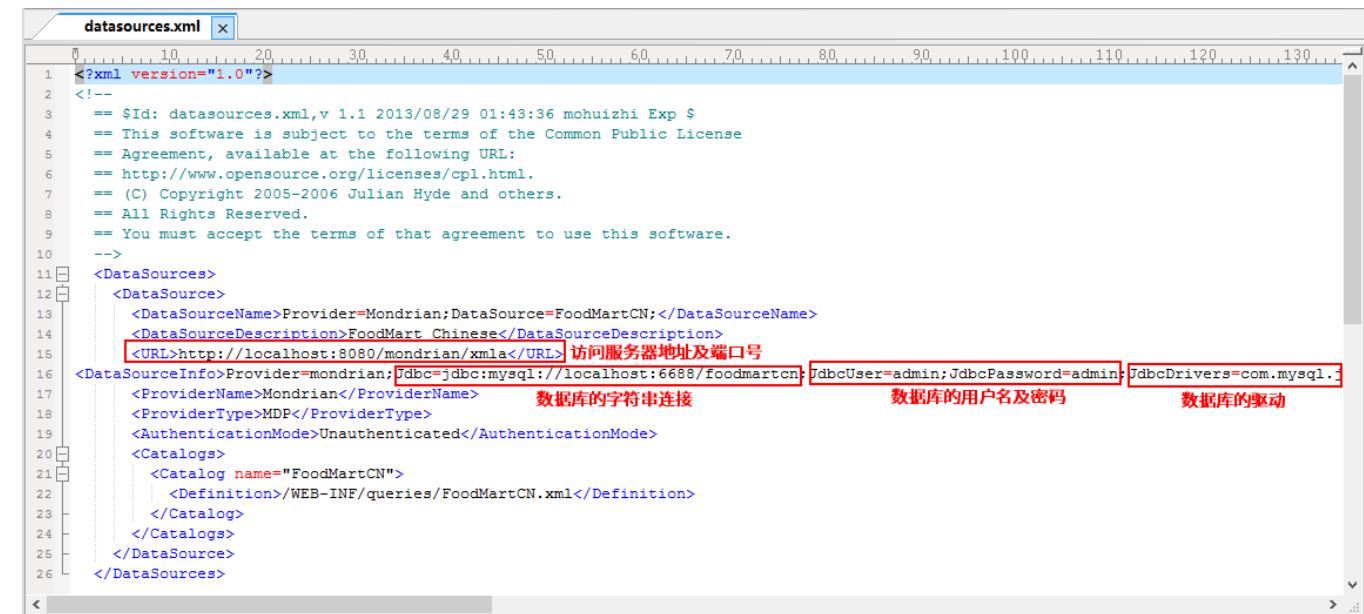 datasources.xml x
0 10 20 30 40 50 60 70 80 90 100 110 120 130
1 <?xml version="1.0"?>
2 <!--
3 == $Id: datasources.xml,v 1.1 2013/08/29 01:43:36 mohuizhi Exp $
4 == This software is subject to the terms of the Common Public License
5 == Agreement, available at the following URL:
6 == http://www.opensource.org/licenses/cpl.html.
7 == (C) Copyright 2005-2006 Julian Hyde and others.
8 == All Rights Reserved.
9 == You must accept the terms of that agreement to use this software.
10 -->
11 <DataSources>
12 <DataSource>
13 <DataSourceName>Provider=Mondrian;DataSource=FoodMartCN;</DataSourceName>
14 <DataSourceDescription>FoodMart Chinese</DataSourceDescription>
15 <URL>http://localhost:8080/mondrian/xmla</URL> 访问服务器地址及端口号
16 <DataSourceInfo>Provider=mondrian;Jdbc=jdbc:mysql://localhost:6688/foodmartcn;JdbcUser=admin;JdbcPassword=admin;JdbcDrivers=com.mysql.j
17 <ProviderName>Mondrian</ProviderName> 数据库的字符串连接 数据库的用户名及密码 数据库的驱动
18 <ProviderType>MDP</ProviderType>
19 <AuthenticationMode>Unauthenticated</AuthenticationMode>
20 <Catalogs>
21 <Catalog name="FoodMartCN">
22 <Definition>/WEB-INF/queries/FoodMartCN.xml</Definition>
23 </Catalog>
24 </Catalogs>
25 </DataSource>
26 </DataSources>